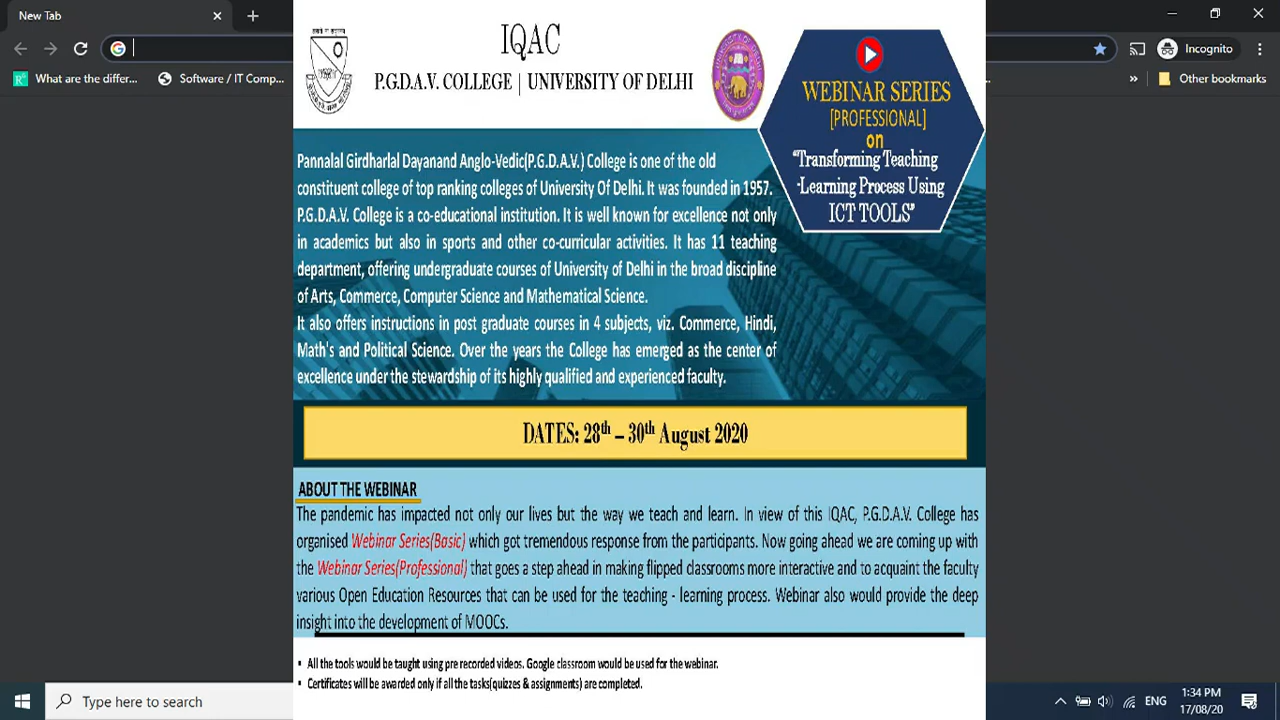 IQAC
P.G.D.A.V. COLLEGE | UNIVERSITY OF DELHI
WEBINAR SERIES
[PROFESSIONAL]
on
“Transforming Teaching
-Learning Process Using
ICT TOOLS”
Pannalal Girdharlal Dayanand Anglo-Vedic(P.G.D.A.V.) College is one of the old
constituent college of top ranking colleges of University Of Delhi. It was founded in 1957.
P.G.D.A.V. College is a co-educational institution. It is well known for excellence not only
in academics but also in sports and other co-curricular activities. It has 11 teaching
department, offering undergraduate courses of University of Delhi in the broad discipline
of Arts, Commerce, Computer Science and Mathematical Science.
It also offers instructions in post graduate courses in 4 subjects, viz. Commerce, Hindi,
Math's and Political Science. Over the years the College has emerged as the center of
excellence under the stewardship of its highly qualified and experienced faculty.
DATES: 28th – 30th August 2020
ABOUT THE WEBINAR
The pandemic has impacted not only our lives but the way we teach and learn. In view of this IQAC, P.G.D.A.V. College has
organised Webinar Series(Basic) which got tremendous response from the participants. Now going ahead we are coming up with
the Webinar Series(Professional) that goes a step ahead in making flipped classrooms more interactive and to acquaint the faculty
various Open Education Resources that can be used for the teaching - learning process. Webinar also would provide the deep
insight into the development of MOOCs.
▪ All the tools would be taught using pre recorded videos. Google classroom would be used for the webinar.
▪ Certificates will be awarded only if all the tasks(quizzes & assignments) are completed.
What are the differ...
Software / IT Comp...
Incognito
Other bookmarks
Type here to search
ENG
1:34 PM
17/08/20